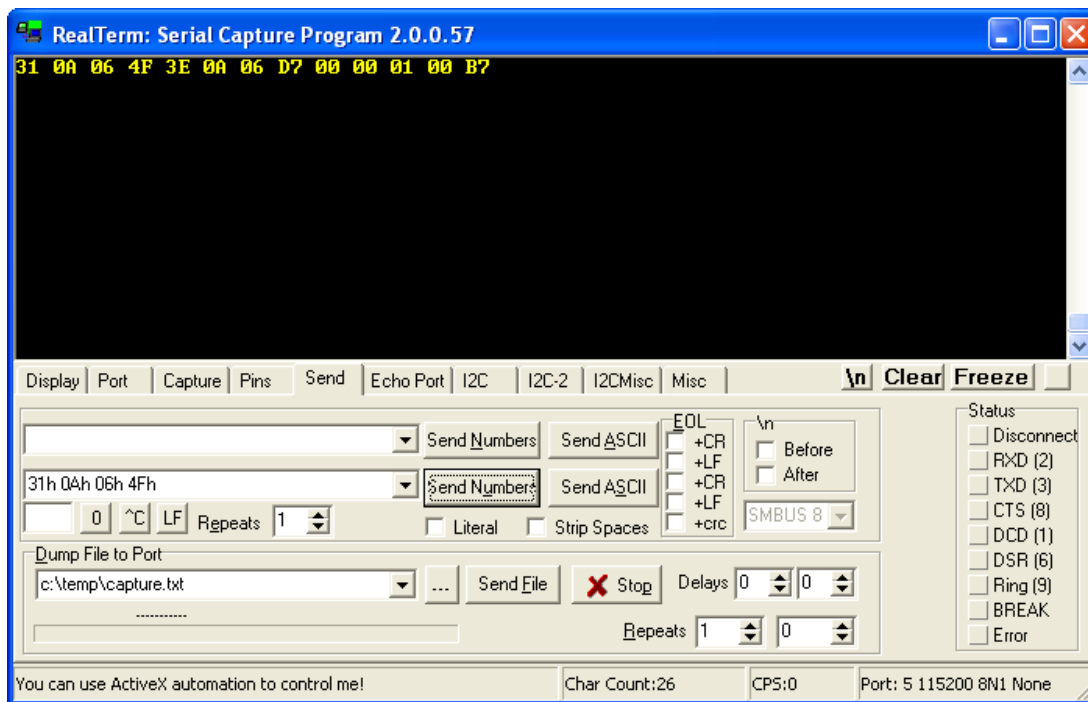 RealTerm: Serial Capture Program 2.0.0.57
31 0A 06 4F 3E 0A 06 D7 00 00 01 00 B7
Display Port Capture Pins Send Echo Port I2C I2C-2 I2CMisc Misc \n Clear Freeze
Send Numbers Send ASCII
EOL
+CR
+LF
+CR
+LF
+crc
\n
Before
After
SMBUS 8
31h 0Ah 06h 4Fh
Send Numbers Send ASCII
0 ^C LF Repeats 1
Literal Strip Spaces
Dump File to Port
c:\temp\capture.txt ... Send File Stop Delays 0 0
-----------
Repeats 1 0
Status
Disconnect
RXD (2)
TXD (3)
CTS (8)
DCD (1)
DSR (6)
Ring (9)
BREAK
Error
You can use ActiveX automation to control me! Char Count:26 CPS:0 Port: 5 115200 8N1 None